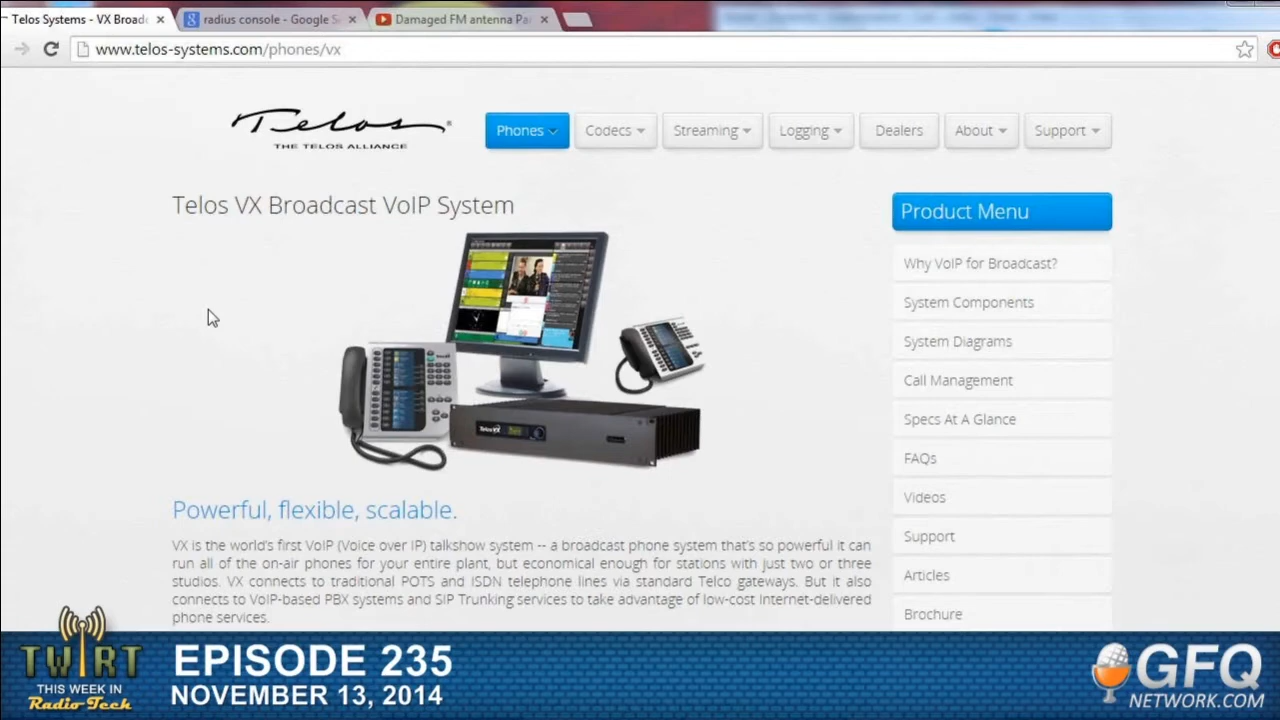 Telos Systems - VX Broad
radius console - Google S
Damaged FM antenna Pa
www.telos-systems.com/phones/vx
Telos
THE TELOS ALLIANCE
Phones
Codecs
Streaming
Logging
Dealers
About
Support
Telos VX Broadcast VoIP System
Product Menu
Why VoIP for Broadcast?
System Components
System Diagrams
Call Management
Specs At A Glance
FAQs
Videos
Support
Articles
Brochure
Telos VX
Powerful, flexible, scalable.
VX is the world's first VoIP (Voice over IP) talkshow system -- a broadcast phone system that's so powerful it can
run all of the on-air phones for your entire plant, but economical enough for stations with just two or three
studios. VX connects to traditional POTS and ISDN telephone lines via standard Telco gateways. But it also
connects to VoIP-based PBX systems and SIP Trunking services to take advantage of low-cost Internet-delivered
phone services.
TWIRT
THIS WEEK IN
Radio Tech
EPISODE 235
NOVEMBER 13, 2014
GFQ
NETWORK.COM